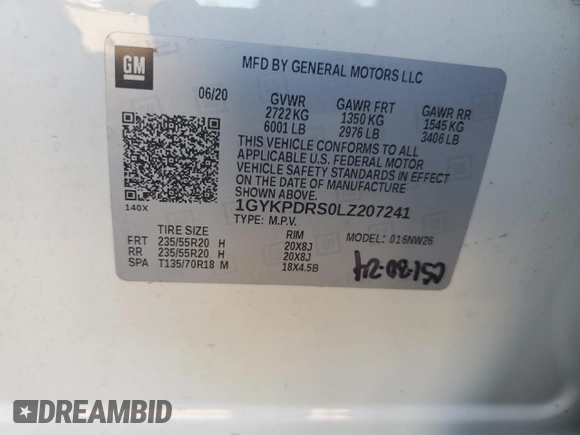 GM
MFD BY GENERAL MOTORS LLC
06/20 GVWR GAWR FRT GAWR RR
2722 KG 1350 KG 1545 KG
6001 LB 2976 LB 3406 LB
THIS VEHICLE CONFORMS TO ALL
APPLICABLE U.S. FEDERAL MOTOR
VEHICLE SAFETY STANDARDS IN EFFECT
ON THE DATE OF MANUFACTURE
SHOWN ABOVE.
1GYKPDRS0LZ207241
140X
TYPE: M.P.V. MODEL: 016NW26
TIRE SIZE RIM
FRT 235/55R20 H 20X8J
RR 235/55R20 H 20X8J
SPA T135/70R18 M 18X4.5B
DREAMBID